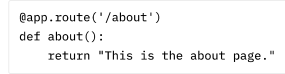 @app.route('/about')
def about():
    return "This is the about page."